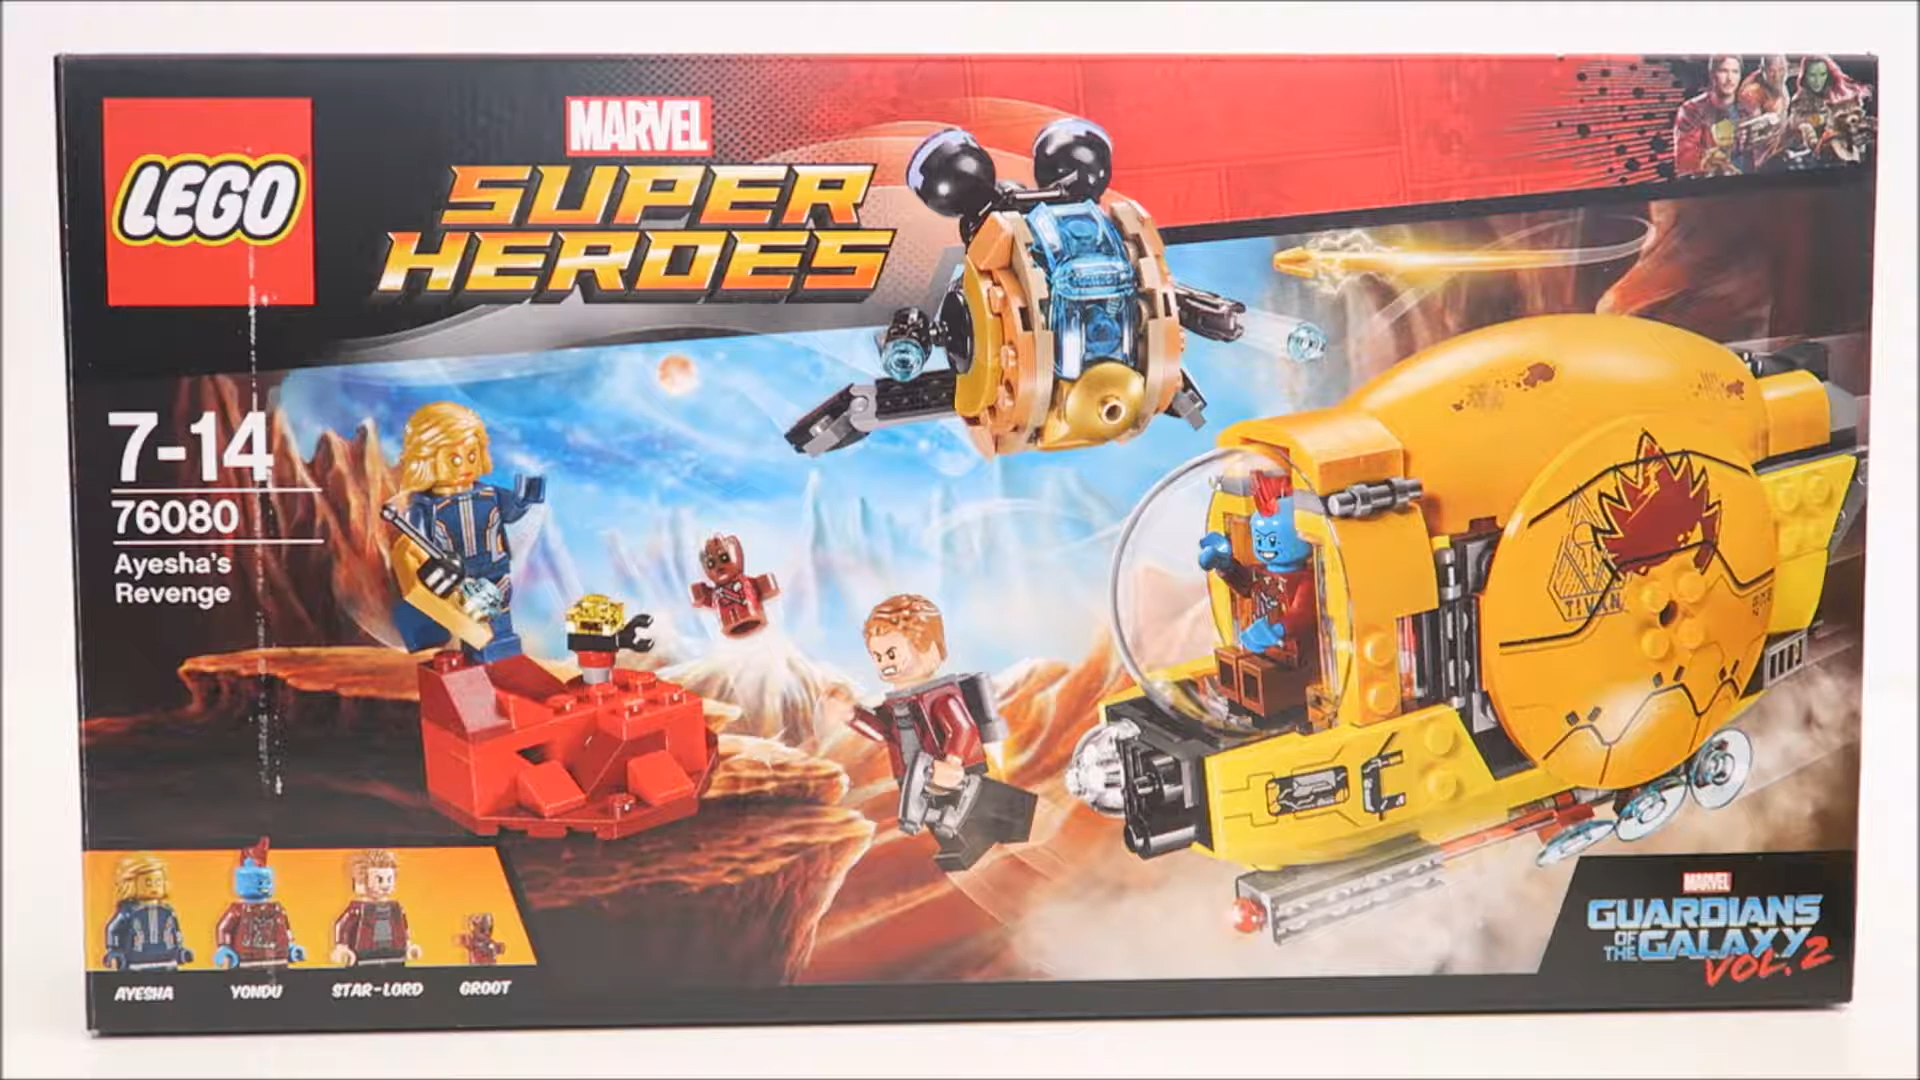 LEGO
MARVEL
SUPER
HEROES
7-14
76080
Ayesha's
Revenge
TIVAN
AYESHA
YONDU
STAR-LORD
GROOT
MARVEL
GUARDIANS
OF THE GALAXY
VOL. 2